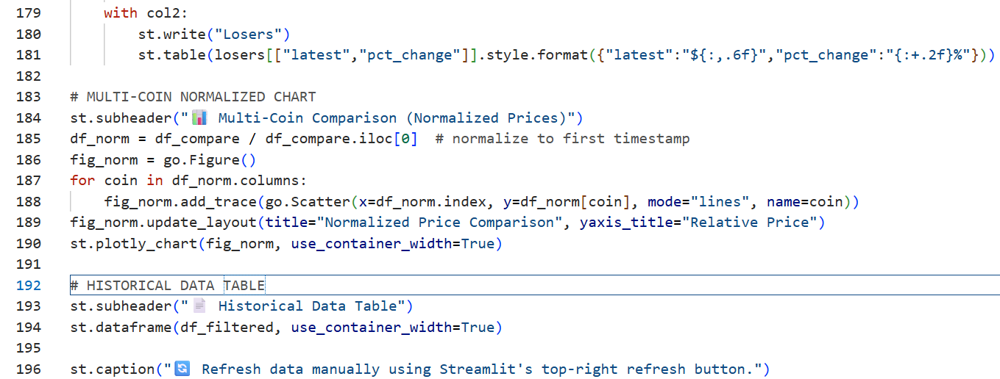 179 with col2:
180 st.write("Losers")
181 st.table(losers[["latest","pct_change"]].style.format({"latest":"${:,.6f}","pct_change":"{:+.2f}%"}))
182
183 # MULTI-COIN NORMALIZED CHART
184 st.subheader("📊 Multi-Coin Comparison (Normalized Prices)")
185 df_norm = df_compare / df_compare.iloc[0]  # normalize to first timestamp
186 fig_norm = go.Figure()
187 for coin in df_norm.columns:
188 fig_norm.add_trace(go.Scatter(x=df_norm.index, y=df_norm[coin], mode="lines", name=coin))
189 fig_norm.update_layout(title="Normalized Price Comparison", yaxis_title="Relative Price")
190 st.plotly_chart(fig_norm, use_container_width=True)
191
192 # HISTORICAL DATA TABLE
193 st.subheader("📄 Historical Data Table")
194 st.dataframe(df_filtered, use_container_width=True)
195
196 st.caption("🔄 Refresh data manually using Streamlit's top-right refresh button.")